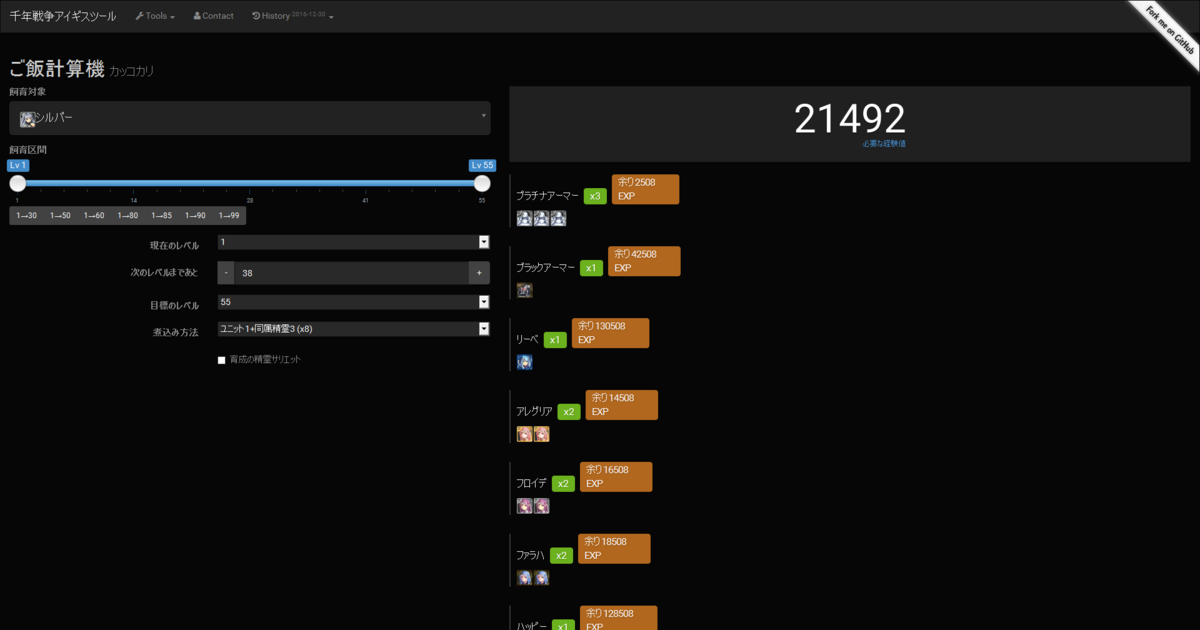 千年戦争アイギスツール
Tools
Contact
History 2016-12-30
Fork me on GitHub
ご飯計算機 カッコカリ
飼育対象
シルバー
飼育区間
Lv 1
Lv 55
1
14
28
41
55
1→30
1→50
1→60
1→80
1→85
1→90
1→99
現在のレベル
1
次のレベルまであと
-
38
+
目標のレベル
55
煮込み方法
ユニット1+同属精霊3 (x8)
育成の精霊サリエット
21492
必要な経験値
プラチナアーマー
x3
余り2508
EXP
ブラックアーマー
x1
余り42508
EXP
リーベ
x1
余り130508
EXP
アレグリア
x2
余り14508
EXP
フロイデ
x2
余り16508
EXP
ファラハ
x2
余り18508
EXP
ハッピー
x1
余り128508
EXP